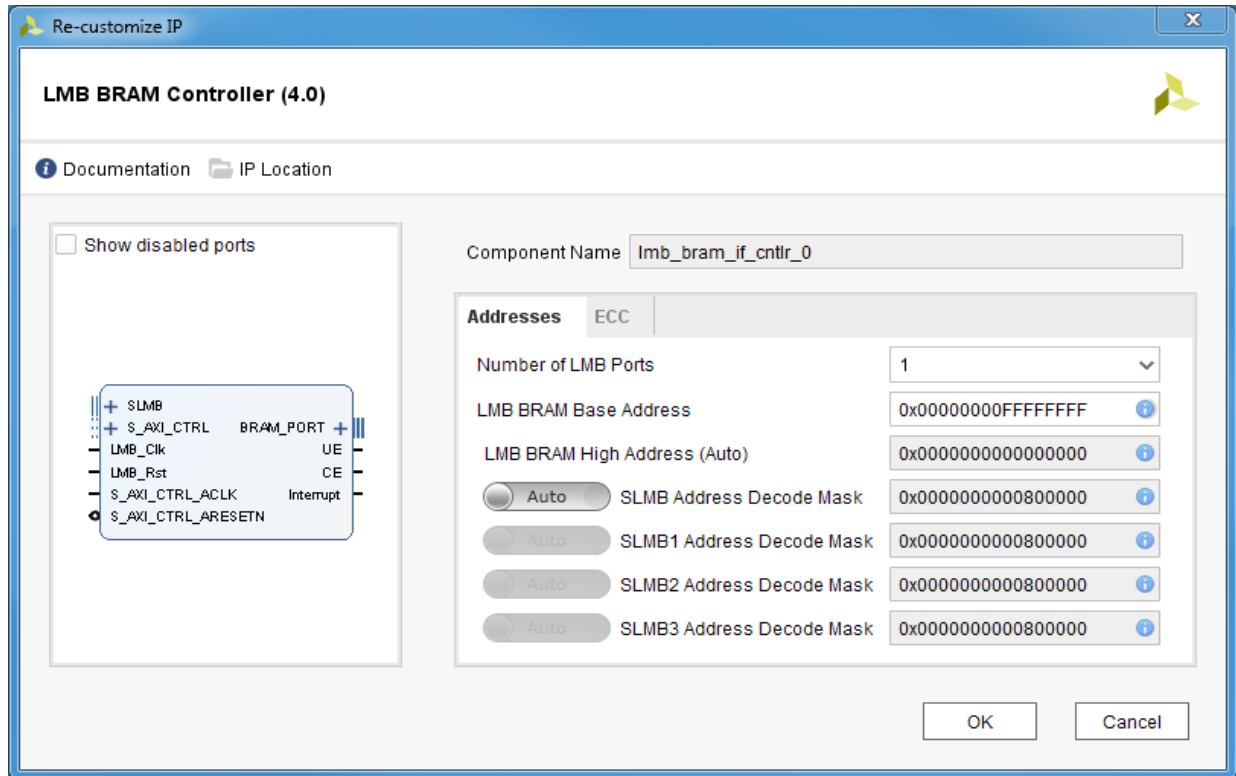 Re-customize IP
LMB BRAM Controller (4.0)
Documentation IP Location
Show disabled ports
SLMB
S_AXI_CTRL BRAM_PORT
LMB_Clk UE
LMB_Rst CE
S_AXI_CTRL_ACLK Interrupt
S_AXI_CTRL_ARESETN
Component Name lmb_bram_if_cntlr_0
Addresses ECC
Number of LMB Ports 1
LMB BRAM Base Address 0x00000000FFFFFFFF
LMB BRAM High Address (Auto) 0x0000000000000000
Auto SLMB Address Decode Mask 0x0000000000800000
Auto SLMB1 Address Decode Mask 0x0000000000800000
Auto SLMB2 Address Decode Mask 0x0000000000800000
Auto SLMB3 Address Decode Mask 0x0000000000800000
OK Cancel